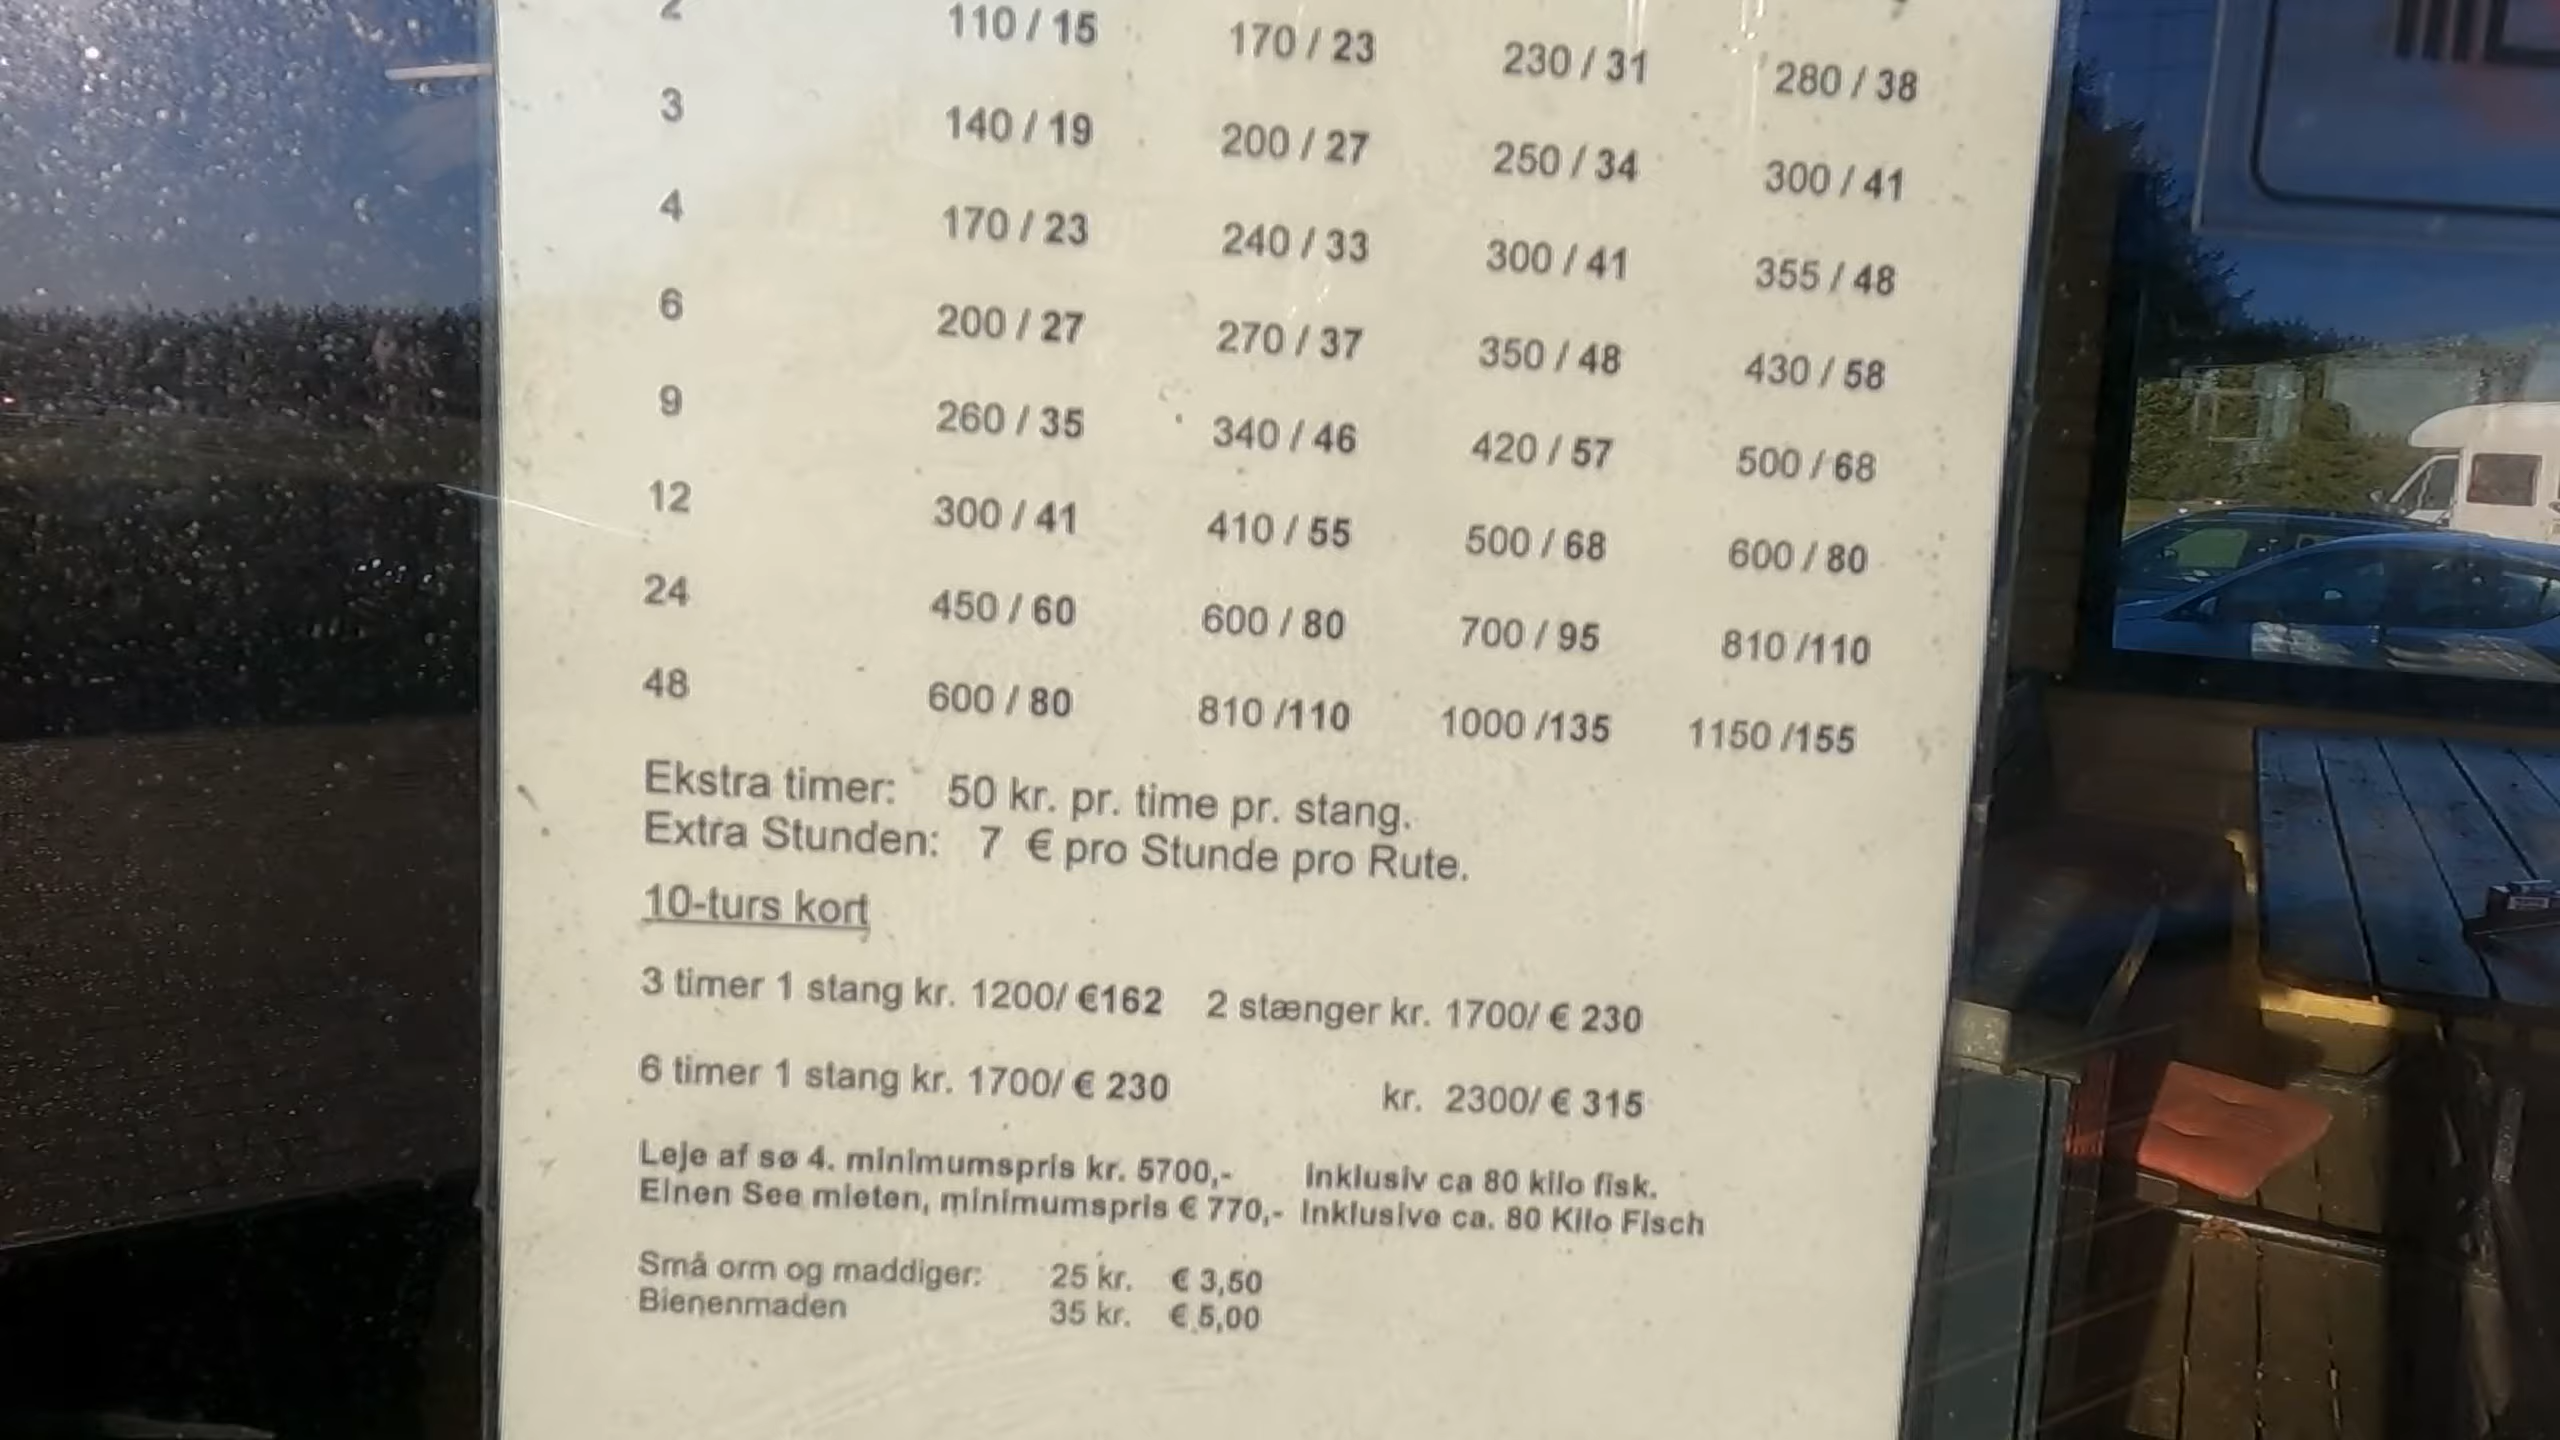 2 110 / 15 170 / 23 230 / 31 280 / 38
3 140 / 19 200 / 27 250 / 34 300 / 41
4 170 / 23 240 / 33 300 / 41 355 / 48
6 200 / 27 270 / 37 350 / 48 430 / 58
9 260 / 35 340 / 46 420 / 57 500 / 68
12 300 / 41 410 / 55 500 / 68 600 / 80
24 450 / 60 600 / 80 700 / 95 810 /110
48 600 / 80 810 /110 1000 /135 1150 /155
Ekstra timer: 50 kr. pr. time pr. stang.
Extra Stunden: 7 € pro Stunde pro Rute.
10-turs kort
3 timer 1 stang kr. 1200/ €162 2 stænger kr. 1700/ € 230
6 timer 1 stang kr. 1700/ € 230 kr. 2300/ € 315
Leje af sø 4. minimumspris kr. 5700,- Inklusiv ca 80 kilo fisk.
Einen See mieten, minimumspris € 770,- Inklusive ca. 80 Kilo Fisch
Små orm og maddiger: 25 kr. € 3,50
Bienenmaden 35 kr. € 5,00